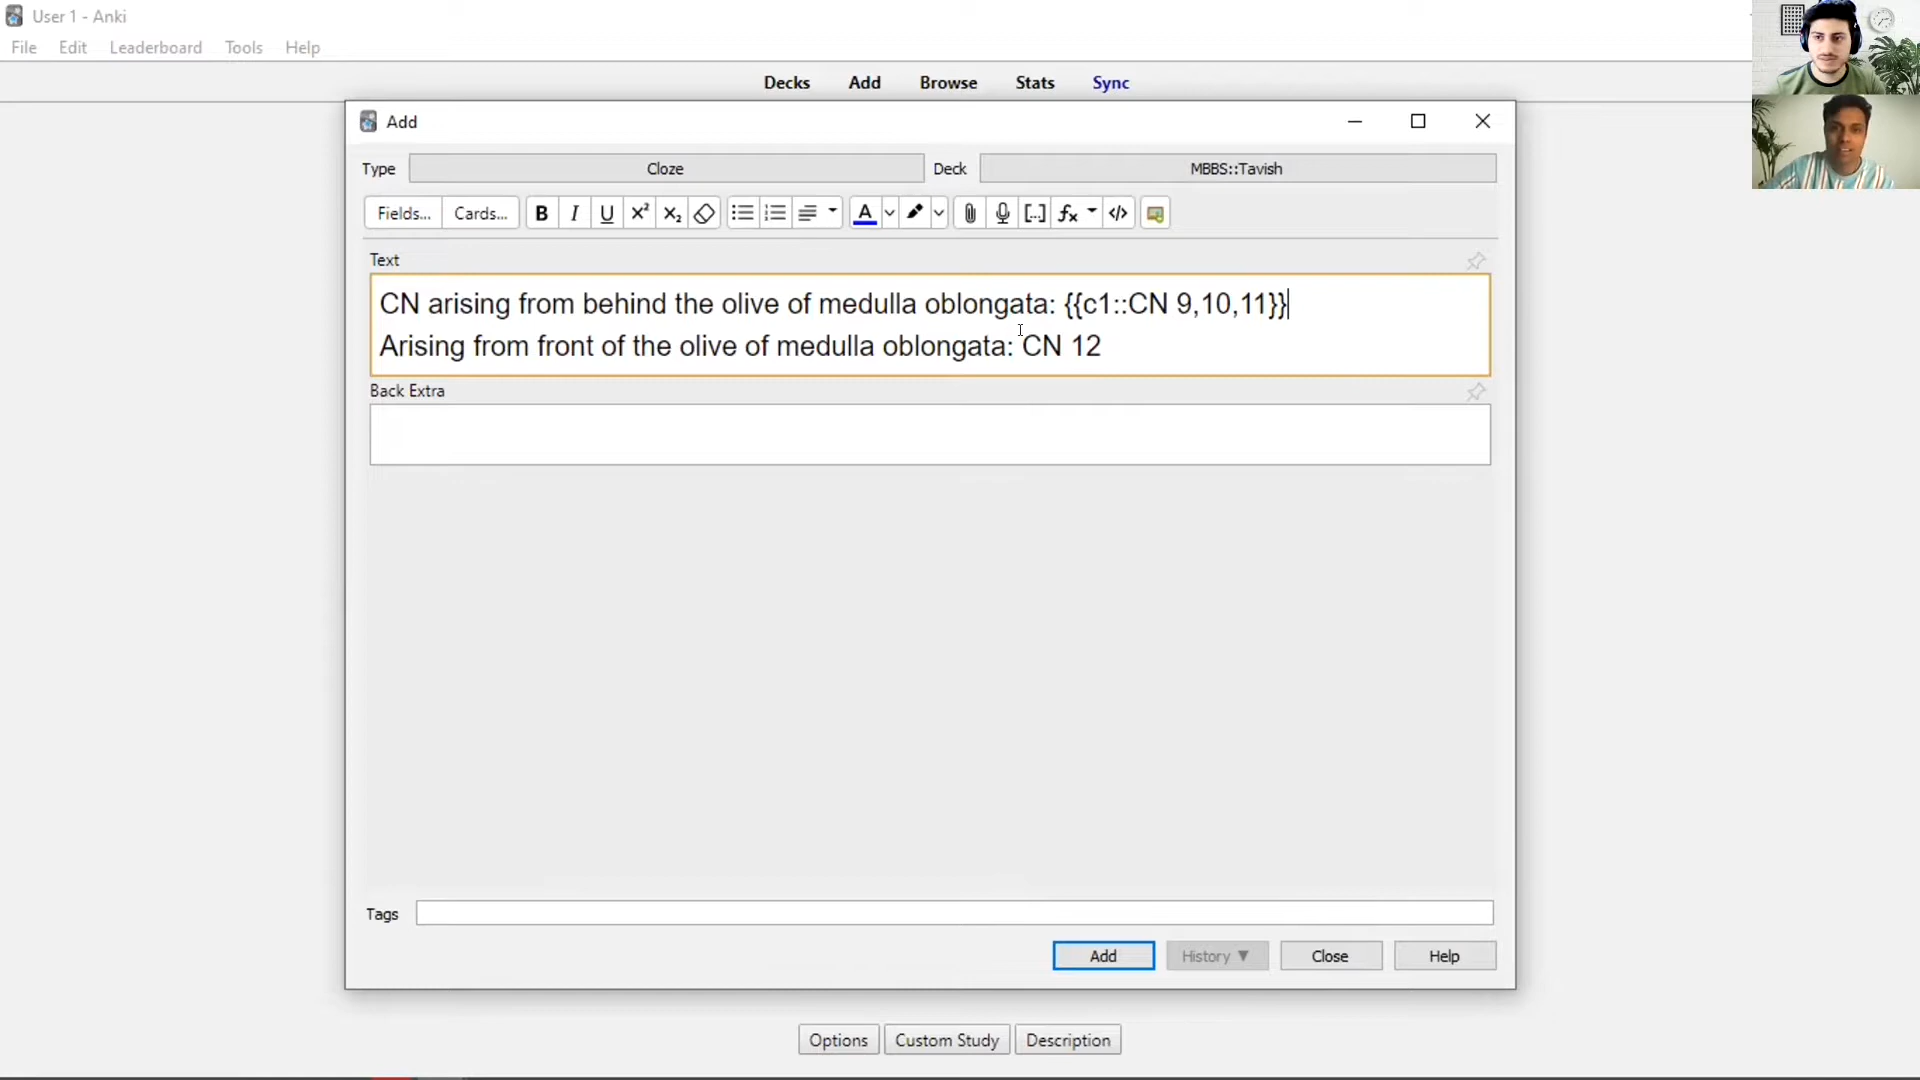 User 1 - Anki
File Edit Leaderboard Tools Help
Decks Add Browse Stats Sync
Add
Type Cloze Deck MBBS::Tavish
Fields... Cards... B I U x² x₂ A [...] fx </>
Text
CN arising from behind the olive of medulla oblongata: {{c1::CN 9,10,11}}
Arising from front of the olive of medulla oblongata: CN 12
Back Extra
Tags
Add History ▼ Close Help
Options Custom Study Description